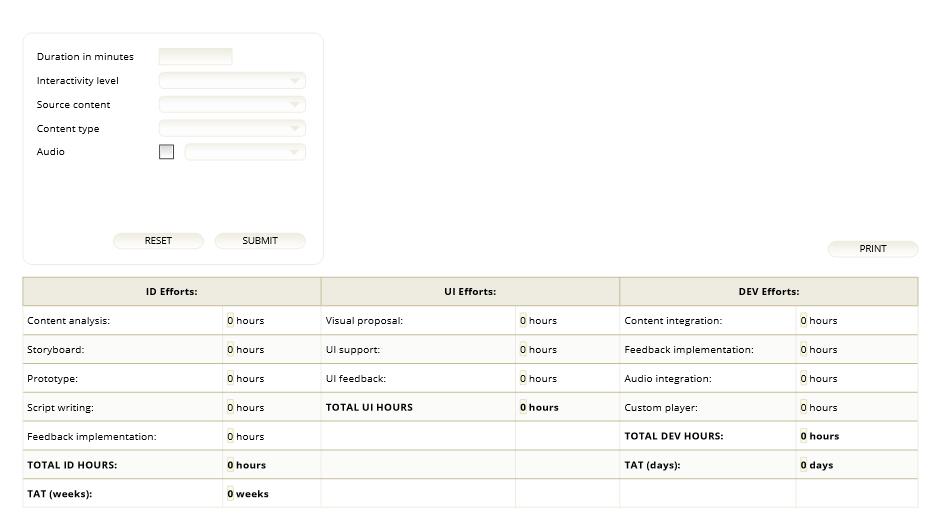 Duration in minutes
Interactivity level
Source content
Content type
Audio
RESET SUBMIT
PRINT
ID Efforts: UI Efforts: DEV Efforts:
Content analysis: 0 hours Visual proposal: 0 hours Content integration: 0 hours
Storyboard: 0 hours UI support: 0 hours Feedback implementation: 0 hours
Prototype: 0 hours UI feedback: 0 hours Audio integration: 0 hours
Script writing: 0 hours TOTAL UI HOURS 0 hours Custom player: 0 hours
Feedback implementation: 0 hours TOTAL DEV HOURS: 0 hours
TOTAL ID HOURS: 0 hours TAT (days): 0 days
TAT (weeks): 0 weeks